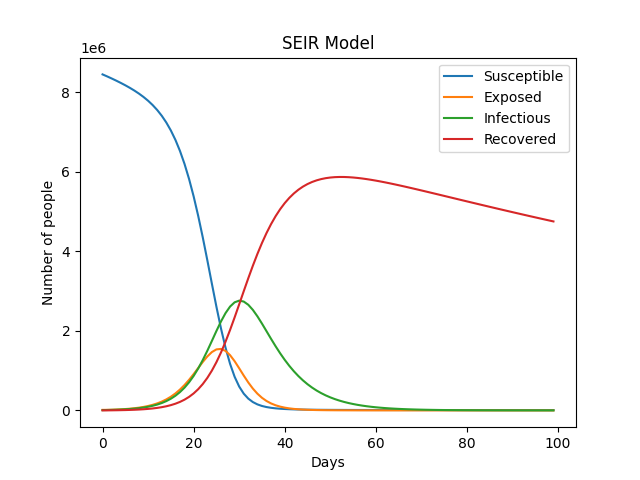 SEIR Model
1e6
Susceptible
Exposed
Infectious
Recovered
8
6
4
2
0
Number of people
0 20 40 60 80 100
Days